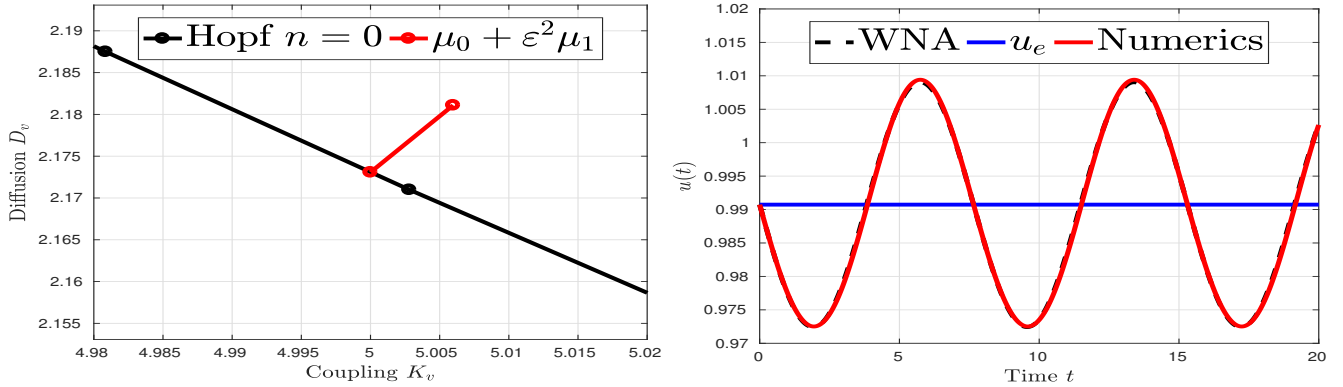 Hopf n = 0 μ₀ + ε²μ₁
2.19
2.185
2.18
2.175
2.17
2.165
2.16
2.155
Diffusion Dᵥ
4.98 4.985 4.99 4.995 5 5.005 5.01 5.015 5.02
Coupling Kᵥ
WNA uₑ Numerics
1.02
1.015
1.01
1.005
1
0.995
0.99
0.985
0.98
0.975
0.97
u(t)
0 5 10 15 20
Time t